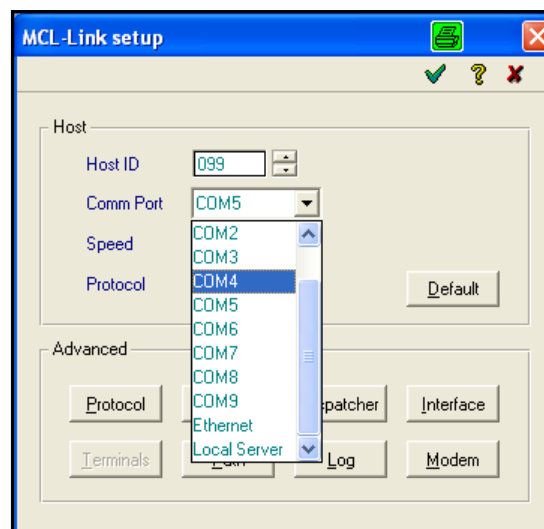 MCL-Link setup
Host
Host ID 099
Comm Port COM5
Speed
Protocol
COM2
COM3
COM4
COM5
COM6
COM7
COM8
COM9
Ethernet
Local Server
Default
Advanced
Protocol
Interface
Terminals
Log
Modem